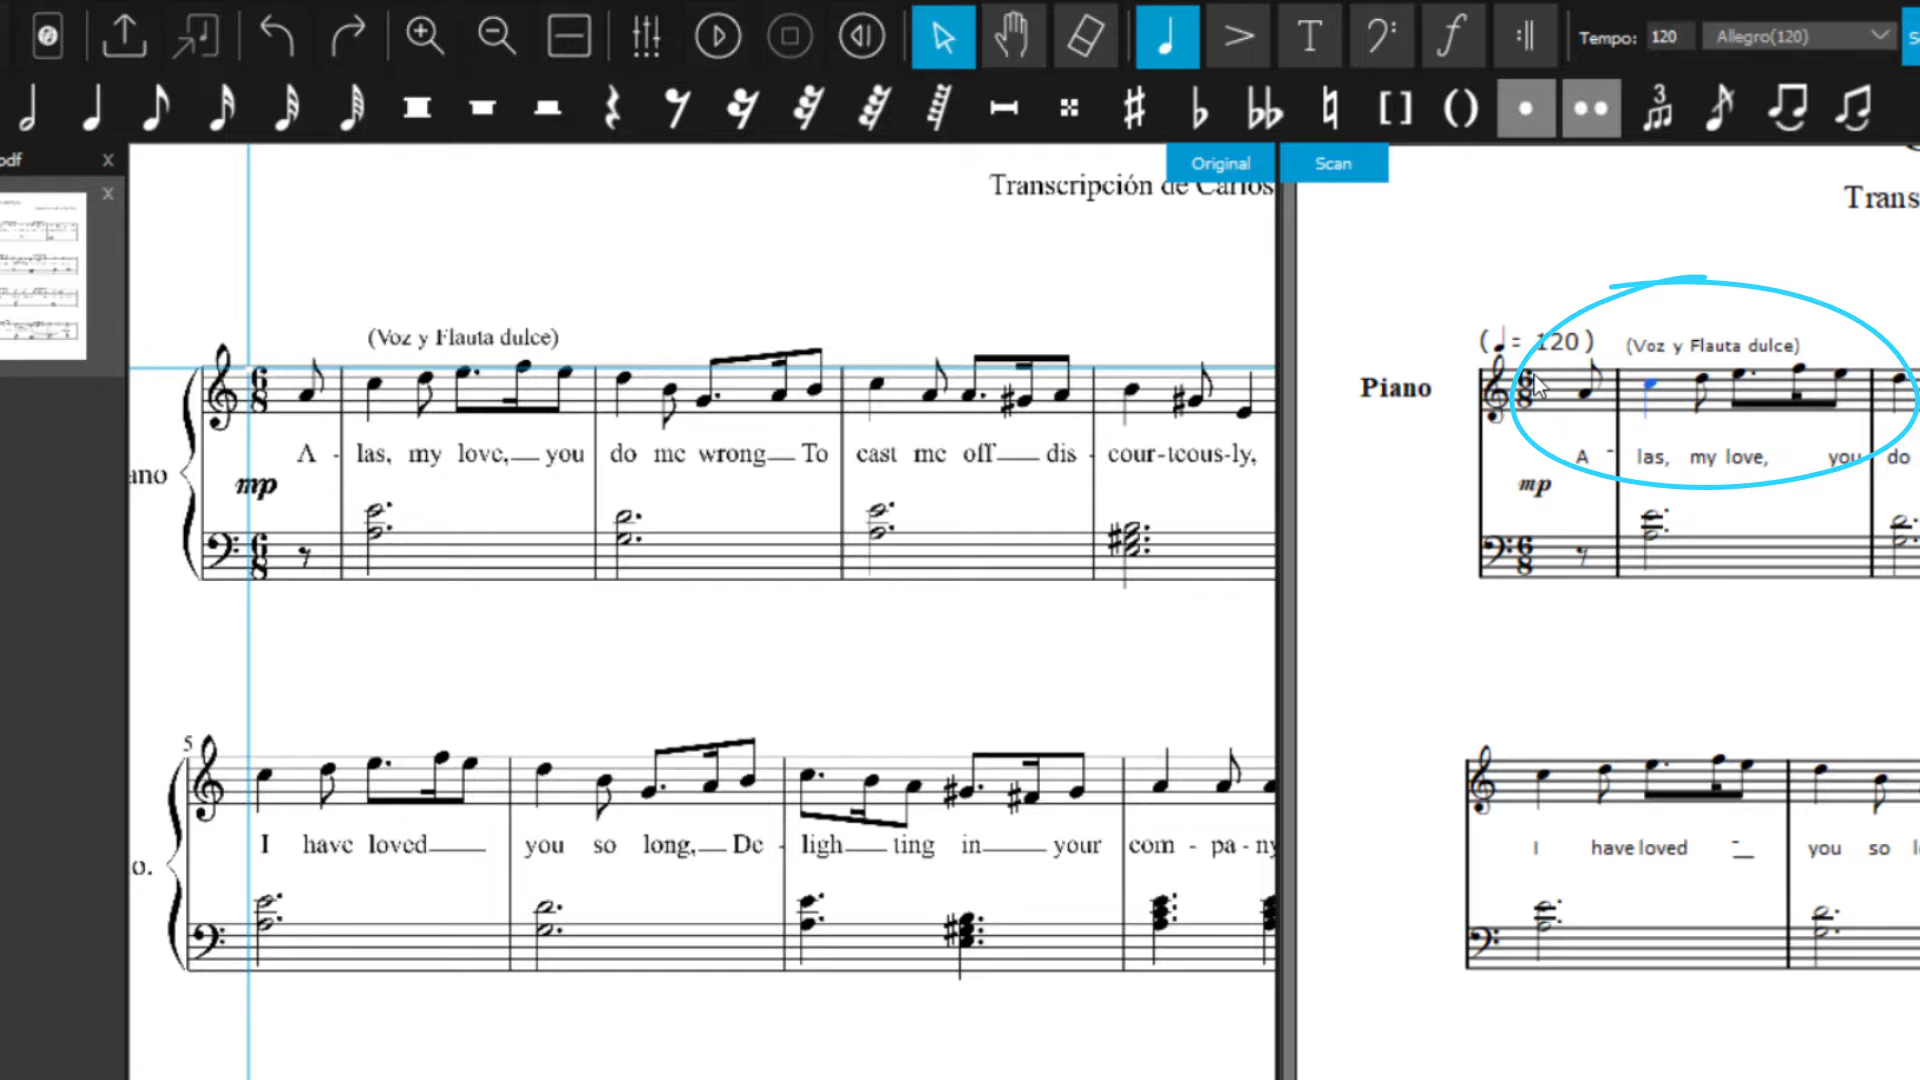 Tempo: 120 Allegro(120)
pdf
Original
Scan
Transcripción de Carlos
Trans
(Voz y Flauta dulce)
A - las, my love, you do me wrong To cast me off dis - cour-teous-ly,
ano
mp
5
I have loved you so long, De - ligh ting in your com - pa - ny
o.
(♩= 120)
(Voz y Flauta dulce)
Piano
A - las, my love, you do
mp
I have loved - you so l